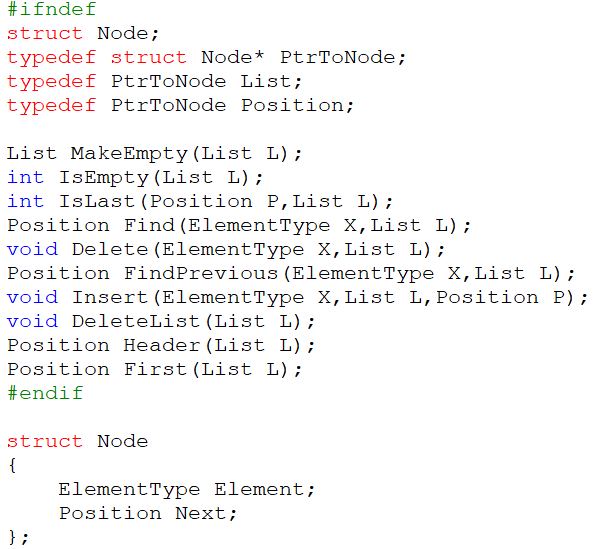 #ifndef
struct Node;
typedef struct Node* PtrToNode;
typedef PtrToNode List;
typedef PtrToNode Position;

List MakeEmpty(List L);
int IsEmpty(List L);
int IsLast(Position P,List L);
Position Find(ElementType X,List L);
void Delete(ElementType X,List L);
Position FindPrevious(ElementType X,List L);
void Insert(ElementType X,List L,Position P);
void DeleteList(List L);
Position Header(List L);
Position First(List L);
#endif

struct Node
{
    ElementType Element;
    Position Next;
};